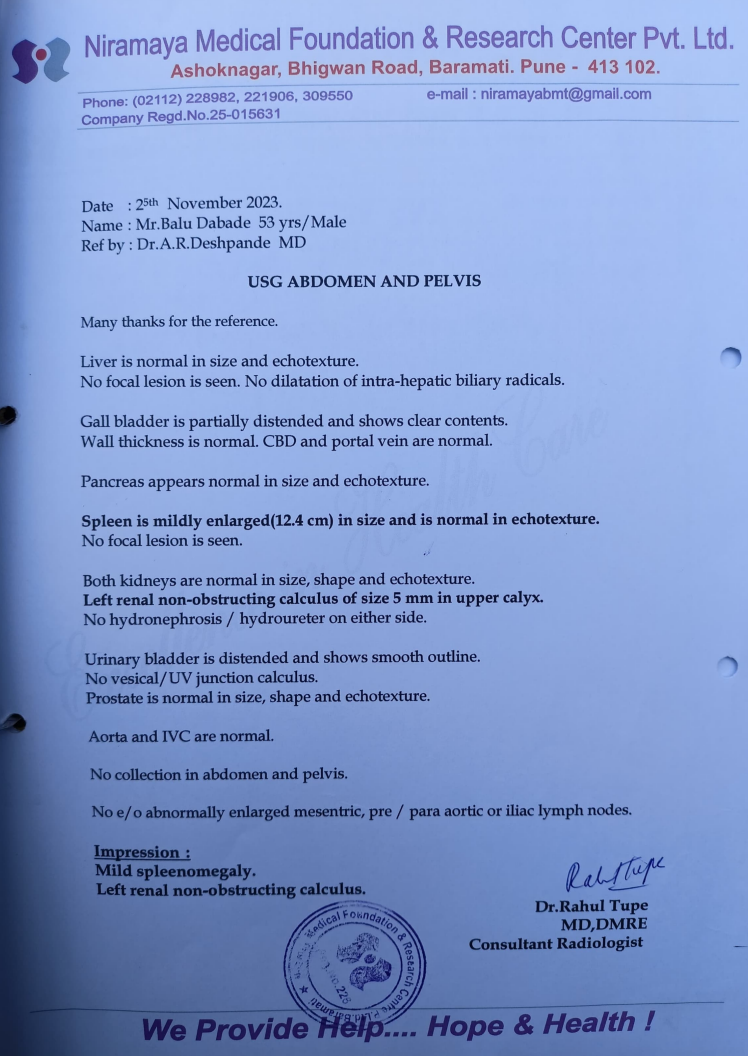 Niramaya Medical Foundation & Research Center Pvt. Ltd.
Ashoknagar, Bhigwan Road, Baramati. Pune - 413 102.
Phone: (02112) 228982, 221906, 309550 e-mail : niramayabmt@gmail.com
Company Regd.No.25-015631
Date : 25th November 2023.
Name : Mr.Balu Dabade 53 yrs/Male
Ref by : Dr.A.R.Deshpande MD
USG ABDOMEN AND PELVIS
Many thanks for the reference.
Liver is normal in size and echotexture.
No focal lesion is seen. No dilatation of intra-hepatic biliary radicals.
Gall bladder is partially distended and shows clear contents.
Wall thickness is normal. CBD and portal vein are normal.
Pancreas appears normal in size and echotexture.
Spleen is mildly enlarged(12.4 cm) in size and is normal in echotexture.
No focal lesion is seen.
Both kidneys are normal in size, shape and echotexture.
Left renal non-obstructing calculus of size 5 mm in upper calyx.
No hydronephrosis / hydroureter on either side.
Urinary bladder is distended and shows smooth outline.
No vesical/UV junction calculus.
Prostate is normal in size, shape and echotexture.
Aorta and IVC are normal.
No collection in abdomen and pelvis.
No e/o abnormally enlarged mesentric, pre / para aortic or iliac lymph nodes.
Impression :
Mild spleenomegaly.
Left renal non-obstructing calculus.
Rahul Tupe
Dr.Rahul Tupe
MD,DMRE
Consultant Radiologist
Medical Foundation & Research Centre P.Ltd. Baramati
We Provide Help.... Hope & Health !